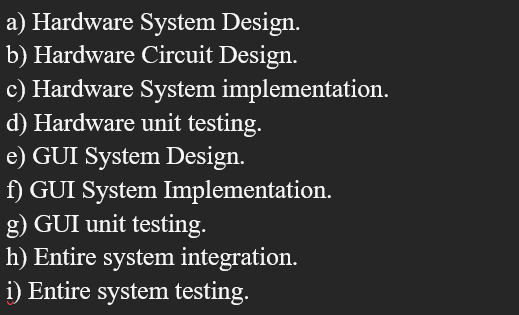 a) Hardware System Design.
b) Hardware Circuit Design.
c) Hardware System implementation.
d) Hardware unit testing.
e) GUI System Design.
f) GUI System Implementation.
g) GUI unit testing.
h) Entire system integration.
i) Entire system testing.